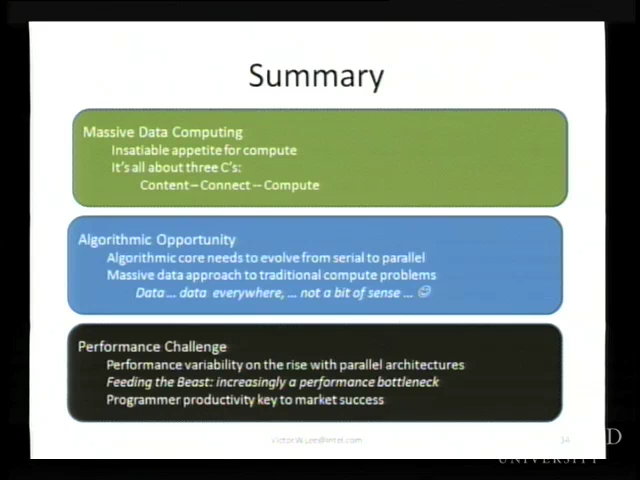 Summary
Massive Data Computing
Insatiable appetite for compute
It's all about three C's:
Content – Connect -- Compute
Algorithmic Opportunity
Algorithmic core needs to evolve from serial to parallel
Massive data approach to traditional compute problems
Data ... data everywhere, ... not a bit of sense ... ☺
Performance Challenge
Performance variability on the rise with parallel architectures
Feeding the Beast: increasingly a performance bottleneck
Programmer productivity key to market success
Victor.W.Lee@intel.com
34
UNIVERSITY